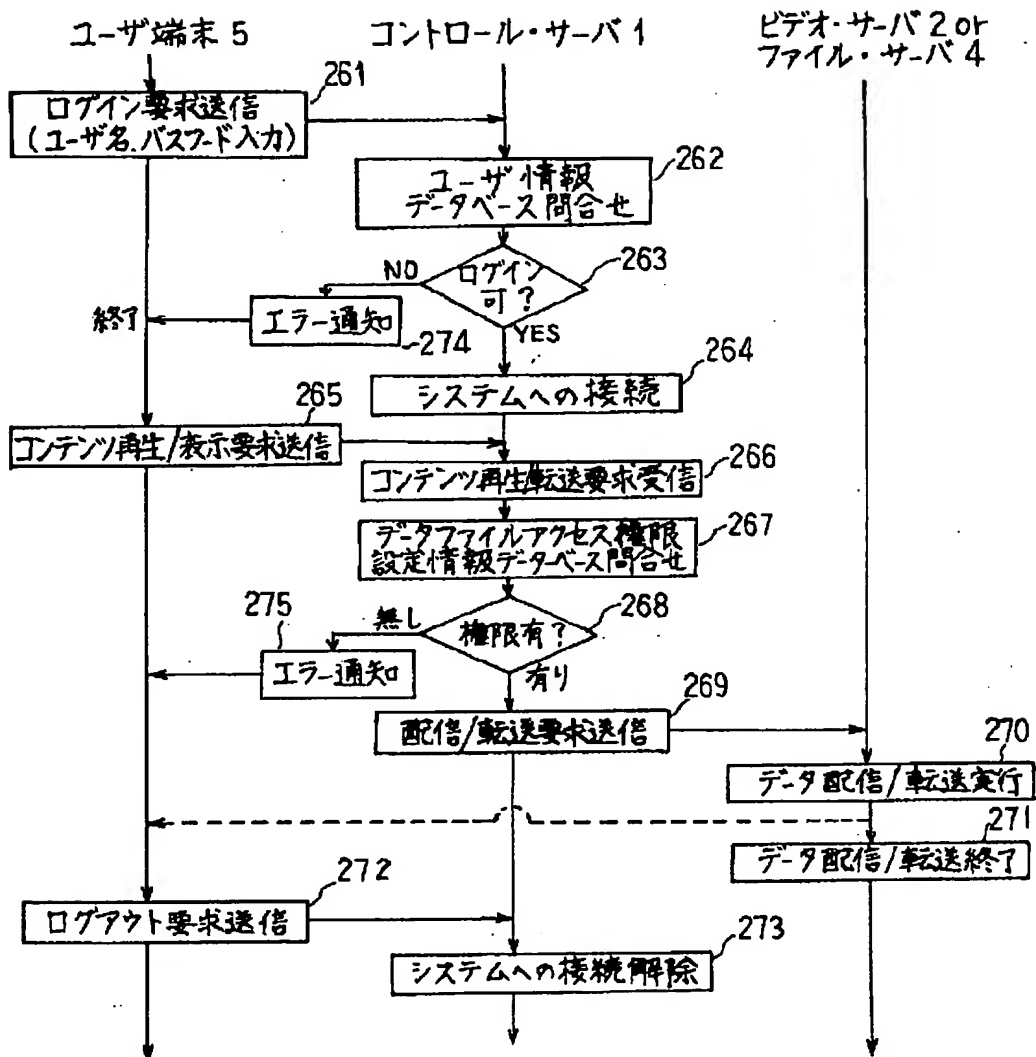 ユーザ端末 5
コントロール・サーバ 1
ビデオ・サーバ 2 or
ファイル・サーバ 4
261
ログイン要求送信
(ユーザ名、パスワード入力)
262
ユーザ情報
データベース問合せ
263
ログイン
可?
NO
YES
エラー通知
274
終了
264
システムへの接続
265
コンテンツ再生/表示要求送信
266
コンテンツ再生/転送要求受信
267
データファイルアクセス権限
設定情報データベース問合せ
268
権限有?
無し
有り
275
エラー通知
269
配信/転送要求送信
270
データ配信/転送実行
271
データ配信/転送終了
272
ログアウト要求送信
273
システムへの接続解除